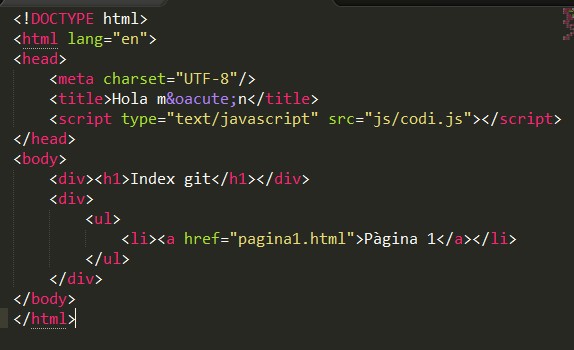 <!DOCTYPE html>
<html lang="en">
<head>
    <meta charset="UTF-8"/>
    <title>Hola m&oacute;n</title>
    <script type="text/javascript" src="js/codi.js"></script>
</head>
<body>
    <div><h1>Index git</h1></div>
    <div>
        <ul>
            <li><a href="pagina1.html">Pàgina 1</a></li>
        </ul>
    </div>
</body>
</html>